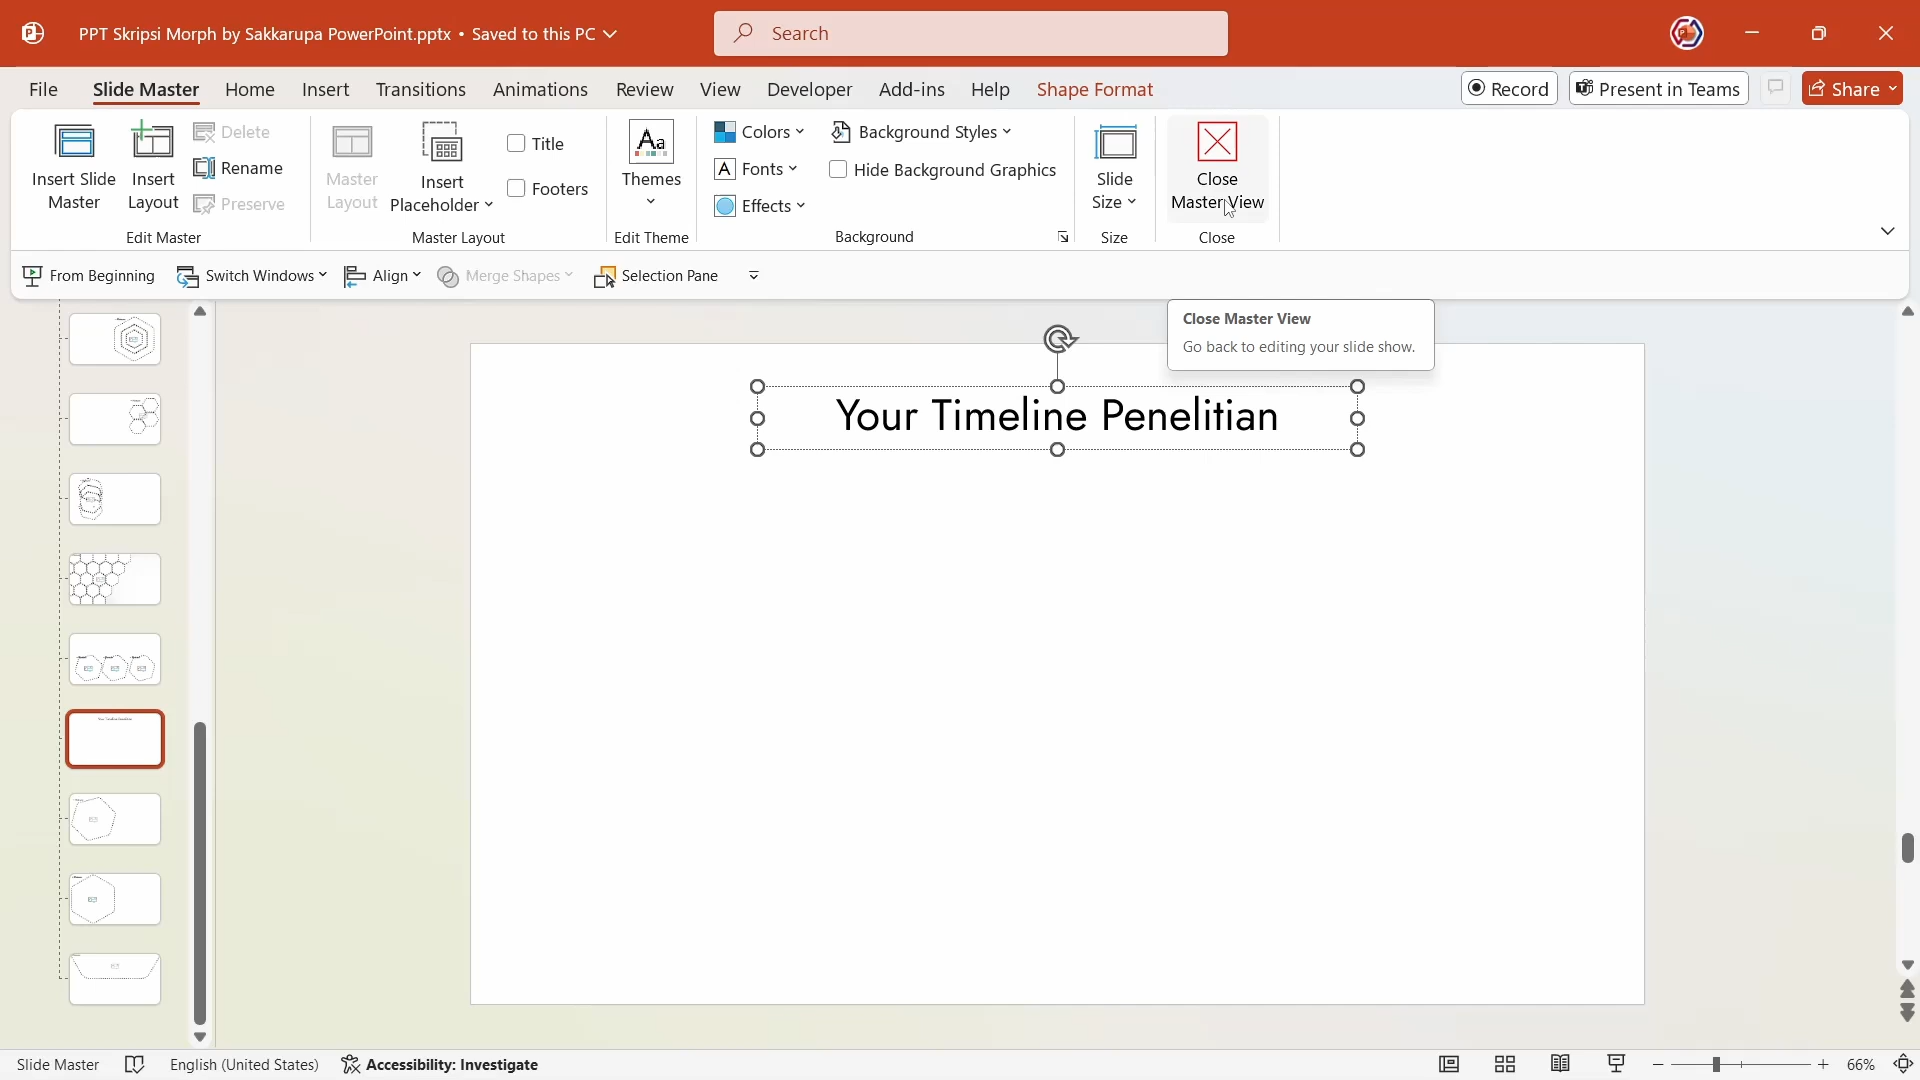 PPT Skripsi Morph by Sakkarupa PowerPoint.pptx • Saved to this PC
Search
File
Slide Master
Home
Insert
Transitions
Animations
Review
View
Developer
Add-ins
Help
Shape Format
Record
Present in Teams
Share
Insert Slide Master
Insert Layout
Delete
Rename
Preserve
Edit Master
Master Layout
Insert Placeholder
Title
Footers
Master Layout
Aa
Themes
Edit Theme
Colors
A Fonts
Effects
Background Styles
Hide Background Graphics
Background
Slide Size
Size
Close Master View
Close
From Beginning
Switch Windows
Align
Merge Shapes
Selection Pane
Close Master View
Go back to editing your slide show.
Your Timeline Penelitian
Slide Master
English (United States)
Accessibility: Investigate
66%